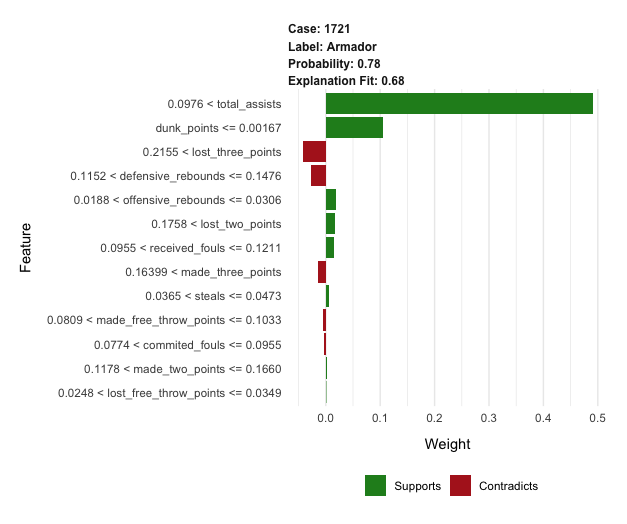 Case: 1721
Label: Armador
Probability: 0.78
Explanation Fit: 0.68
0.0976 < total_assists
dunk_points <= 0.00167
0.2155 < lost_three_points
0.1152 < defensive_rebounds <= 0.1476
0.0188 < offensive_rebounds <= 0.0306
0.1758 < lost_two_points
0.0955 < received_fouls <= 0.1211
0.16399 < made_three_points
0.0365 < steals <= 0.0473
0.0809 < made_free_throw_points <= 0.1033
0.0774 < commited_fouls <= 0.0955
0.1178 < made_two_points <= 0.1660
0.0248 < lost_free_throw_points <= 0.0349
Feature
0.0 0.1 0.2 0.3 0.4 0.5
Weight
Supports Contradicts